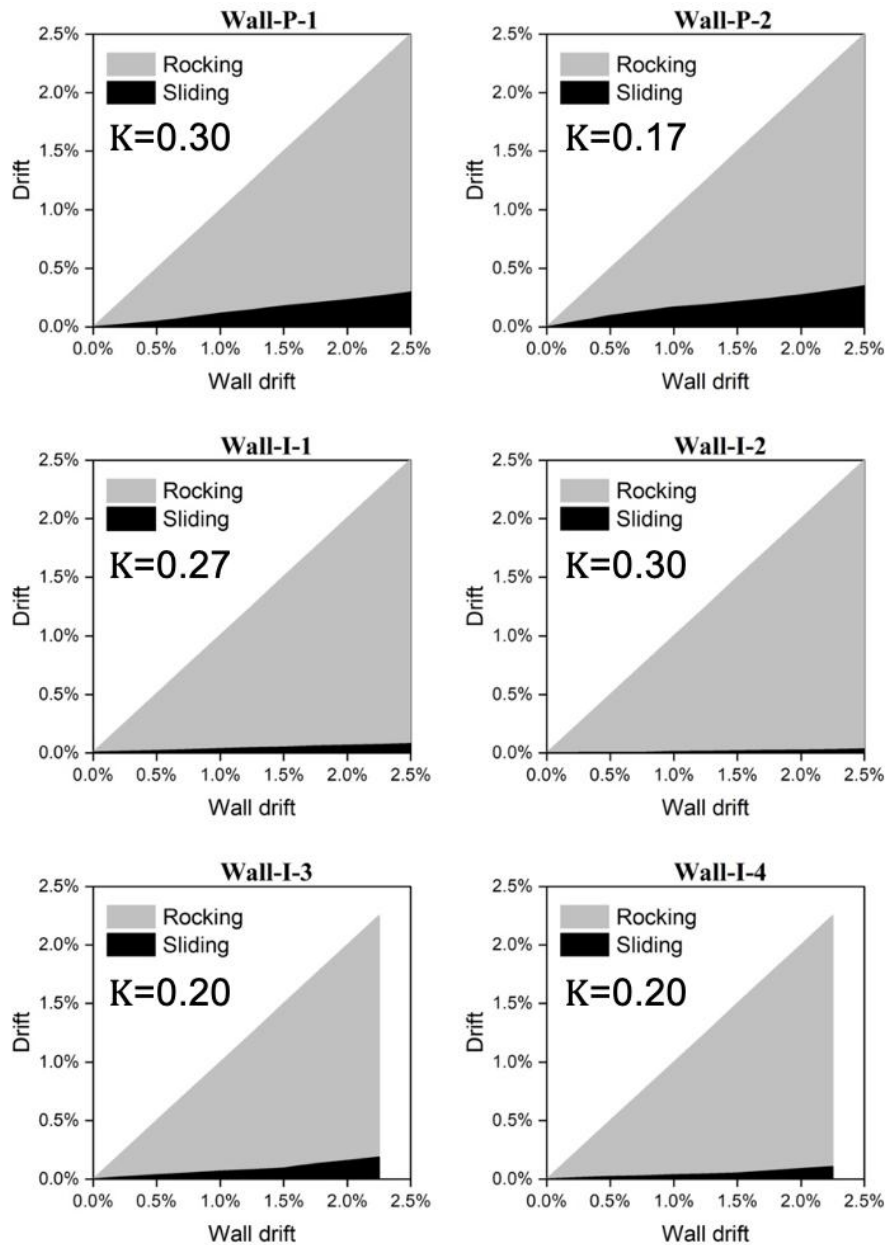 Wall-P-1
2.5%
2.0%
1.5%
1.0%
0.5%
0.0%
Drift
Rocking
Sliding
K=0.30
0.0% 0.5% 1.0% 1.5% 2.0% 2.5%
Wall drift
Wall-P-2
2.5%
2.0%
1.5%
1.0%
0.5%
0.0%
Drift
Rocking
Sliding
K=0.17
0.0% 0.5% 1.0% 1.5% 2.0% 2.5%
Wall drift
Wall-I-1
2.5%
2.0%
1.5%
1.0%
0.5%
0.0%
Drift
Rocking
Sliding
K=0.27
0.0% 0.5% 1.0% 1.5% 2.0% 2.5%
Wall drift
Wall-I-2
2.5%
2.0%
1.5%
1.0%
0.5%
0.0%
Drift
Rocking
Sliding
K=0.30
0.0% 0.5% 1.0% 1.5% 2.0% 2.5%
Wall drift
Wall-I-3
2.5%
2.0%
1.5%
1.0%
0.5%
0.0%
Drift
Rocking
Sliding
K=0.20
0.0% 0.5% 1.0% 1.5% 2.0% 2.5%
Wall drift
Wall-I-4
2.5%
2.0%
1.5%
1.0%
0.5%
0.0%
Drift
Rocking
Sliding
K=0.20
0.0% 0.5% 1.0% 1.5% 2.0% 2.5%
Wall drift